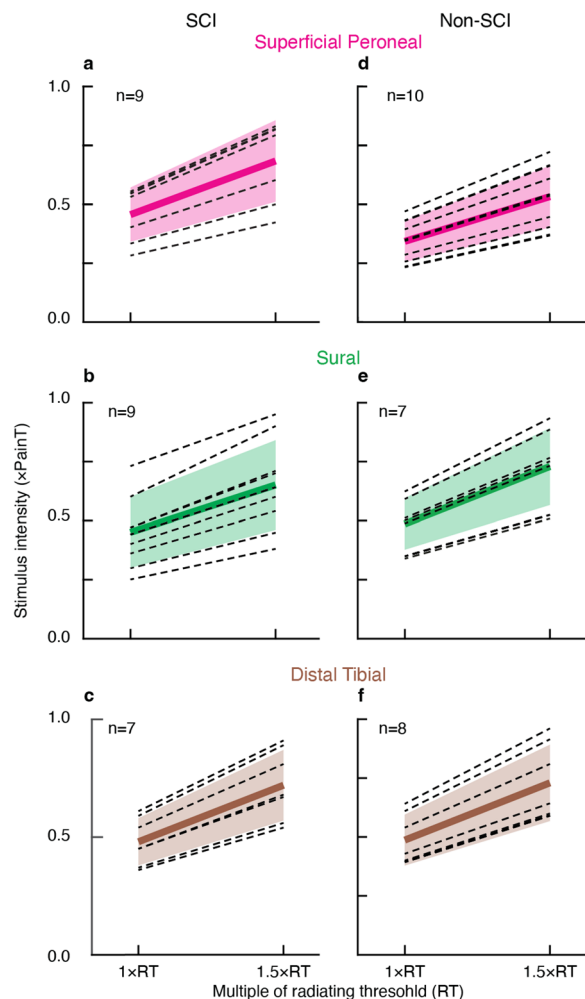 SCI Non-SCI
Superficial Peroneal
a d
1.0 n=9 n=10
0.5
0.0
Sural
b e
1.0 n=9 n=7
0.5
0.0
Stimulus intensity (×PainT)
Distal Tibial
c f
1.0 n=7 n=8
0.5
0.0
1×RT 1.5×RT 1×RT 1.5×RT
Multiple of radiating thresohld (RT)